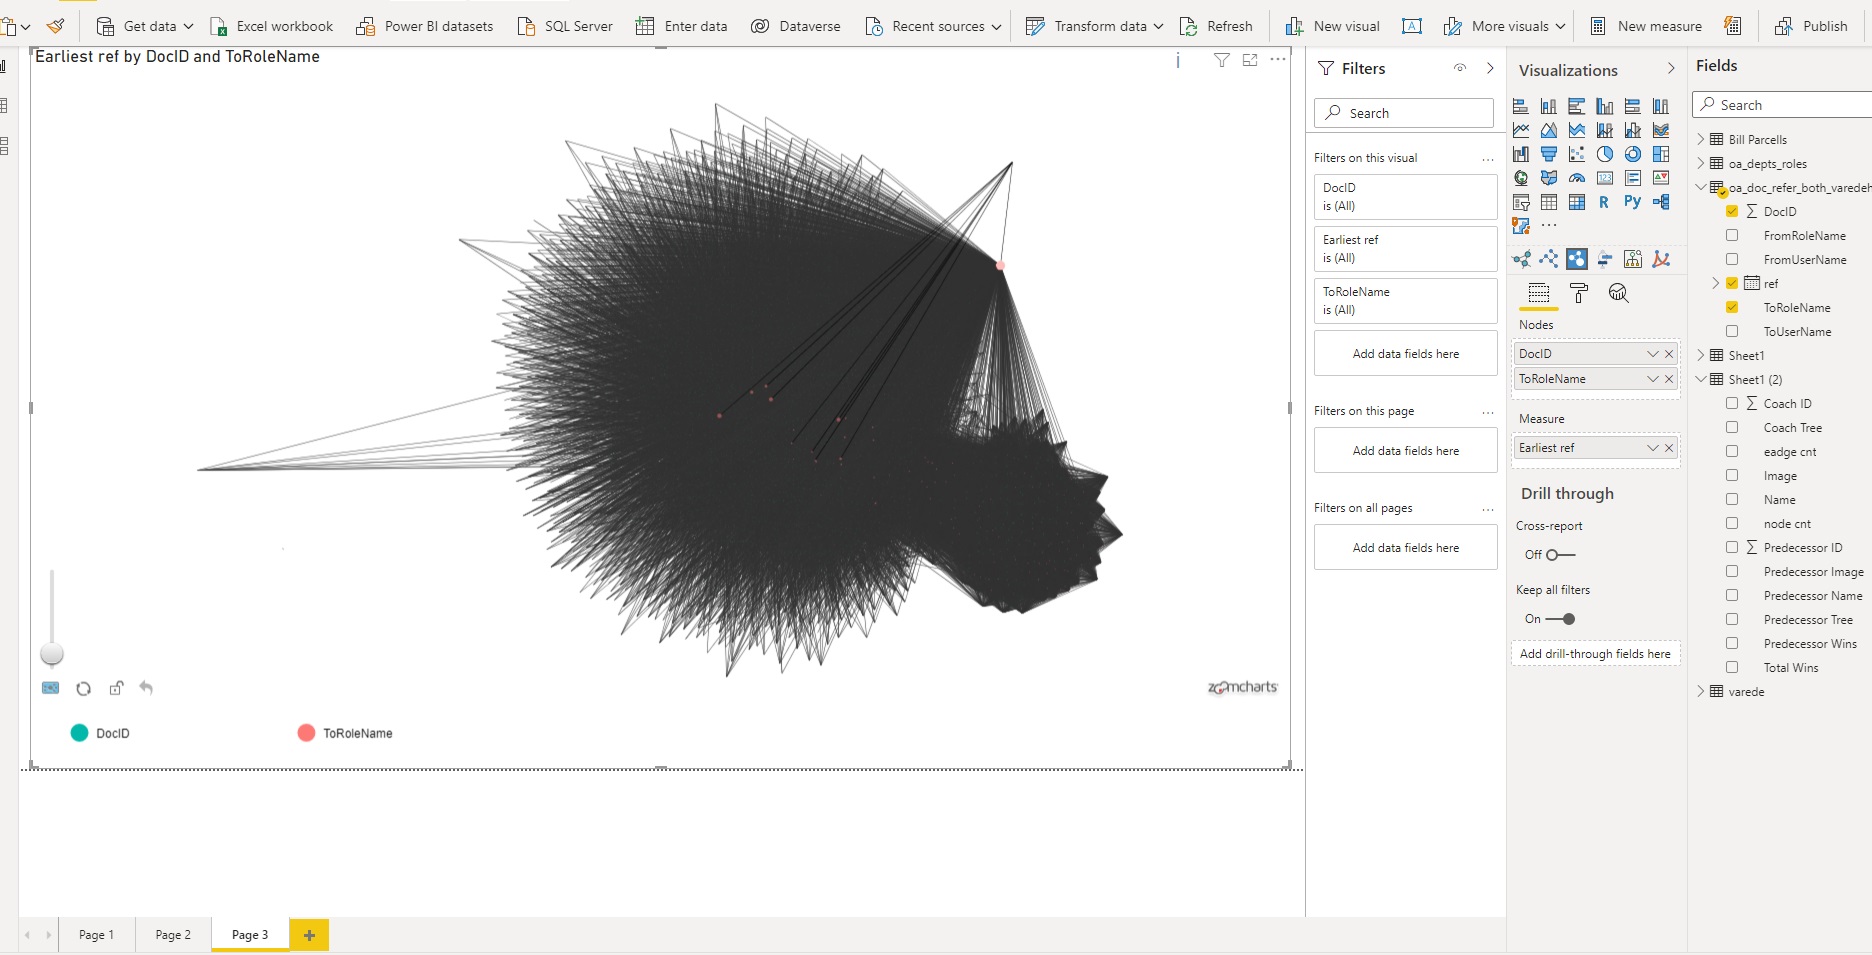 Get data
Excel workbook
Power BI datasets
SQL Server
Enter data
Dataverse
Recent sources
Transform data
Refresh
New visual
More visuals
New measure
Publish
Earliest ref by DocID and ToRoleName
zoomcharts
DocID
ToRoleName
Page 1
Page 2
Page 3
Filters
Search
Filters on this visual
DocID
is (All)
Earliest ref
is (All)
ToRoleName
is (All)
Add data fields here
Filters on this page
Add data fields here
Filters on all pages
Add data fields here
Visualizations
R
Py
123
Nodes
DocID
ToRoleName
Measure
Earliest ref
Drill through
Cross-report
Off
Keep all filters
On
Add drill-through fields here
Fields
Search
Bill Parcells
oa_depts_roles
oa_doc_refer_both_varedeh
DocID
FromRoleName
FromUserName
ref
ToRoleName
ToUserName
Sheet1
Sheet1 (2)
Coach ID
Coach Tree
eadge cnt
Image
Name
node cnt
Predecessor ID
Predecessor Image
Predecessor Name
Predecessor Tree
Predecessor Wins
Total Wins
varede